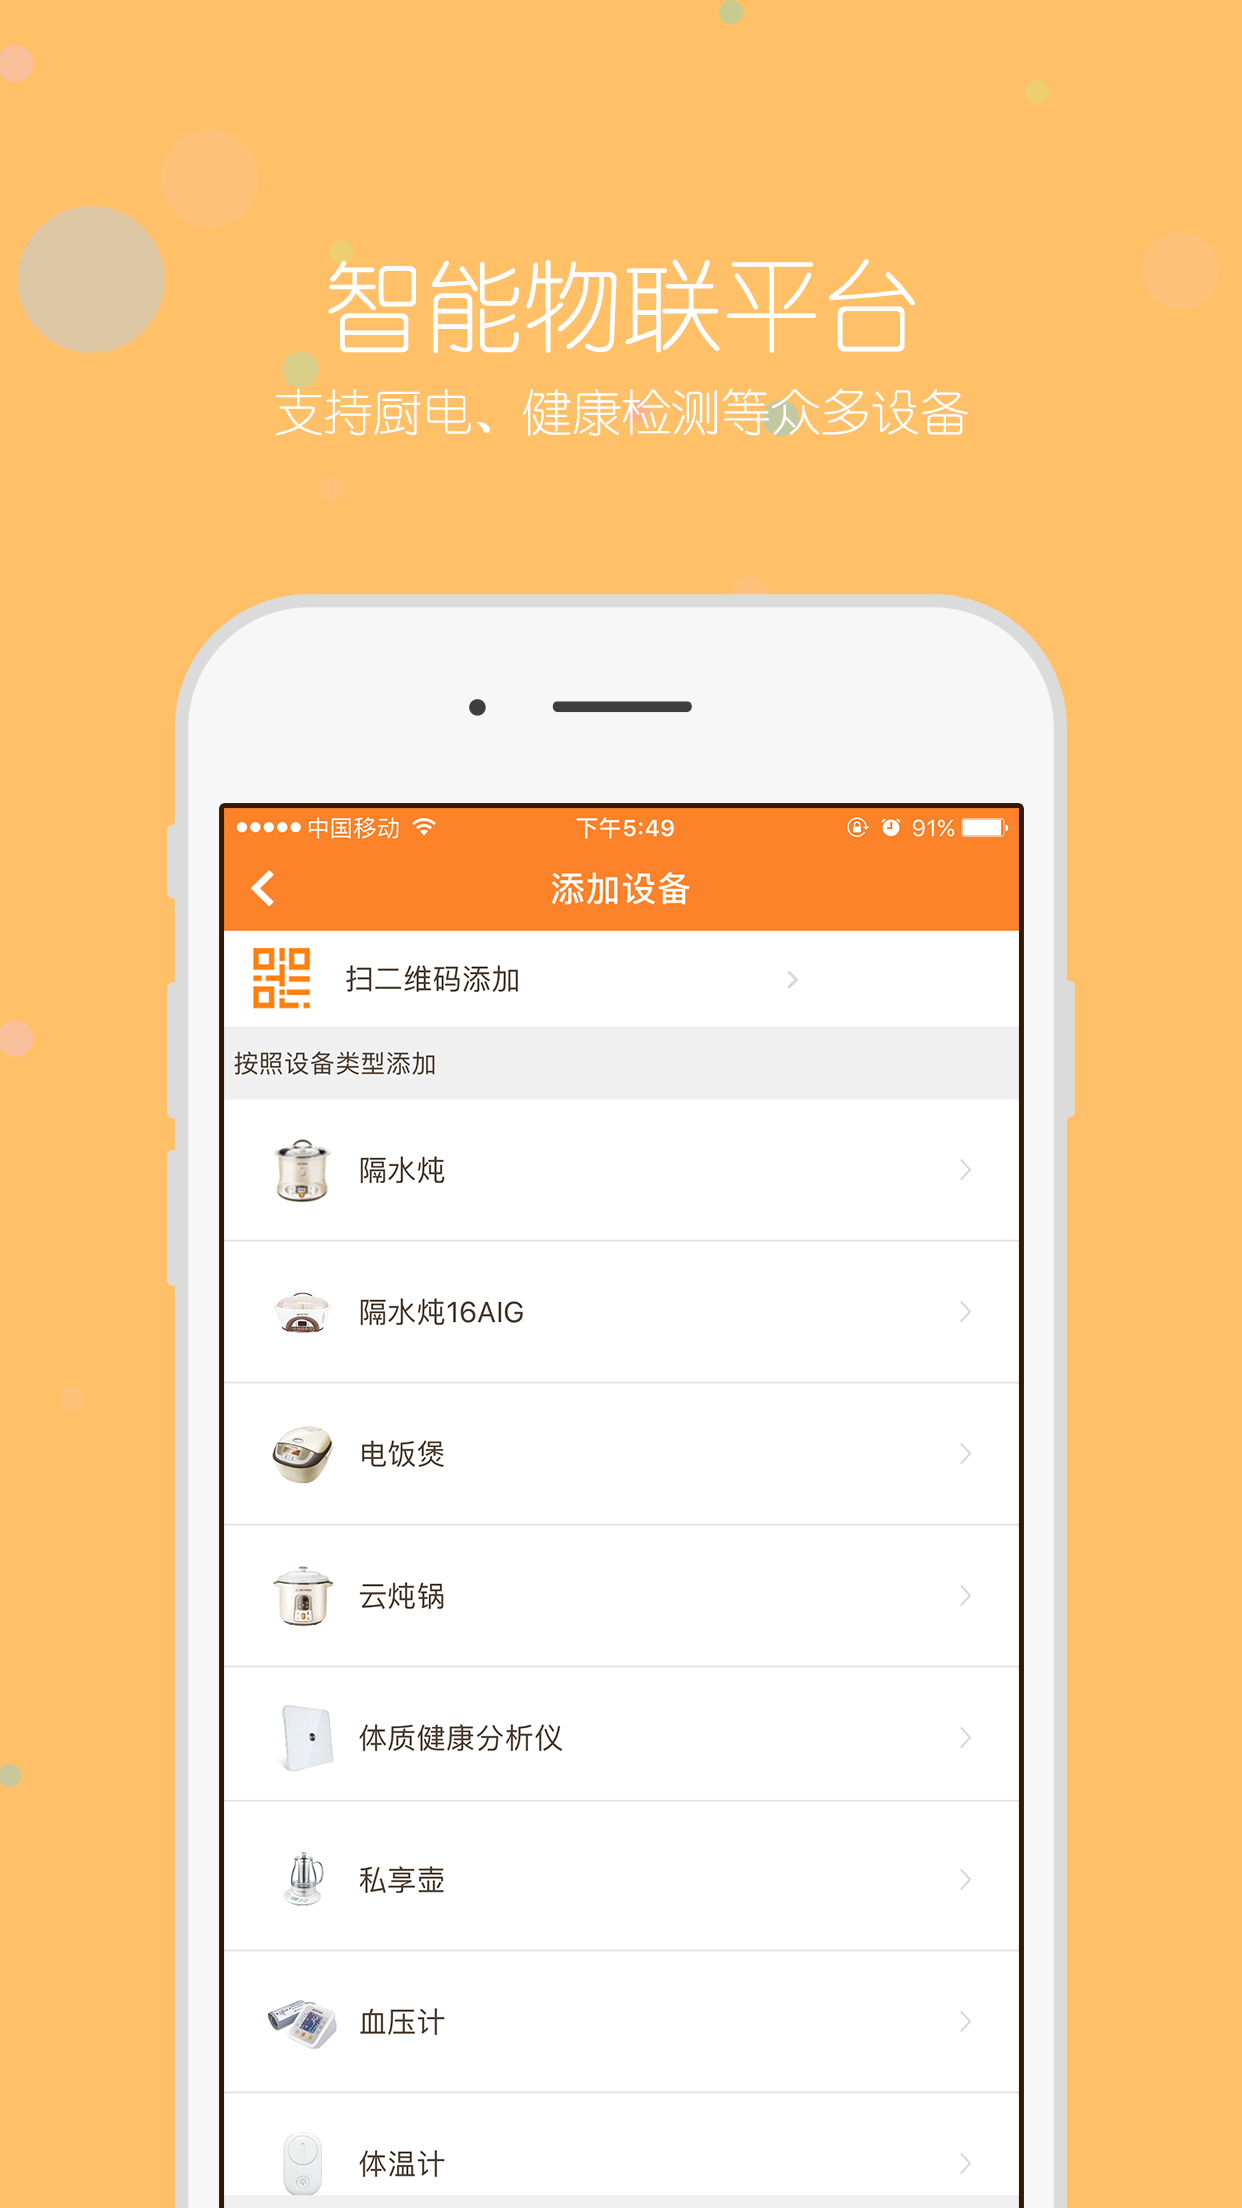 智能物联平台
支持厨电、健康检测等众多设备
中国移动 下午5:49 91%
添加设备
扫二维码添加
按照设备类型添加
隔水炖
隔水炖16AIG
电饭煲
云炖锅
体质健康分析仪
私享壶
血压计
体温计